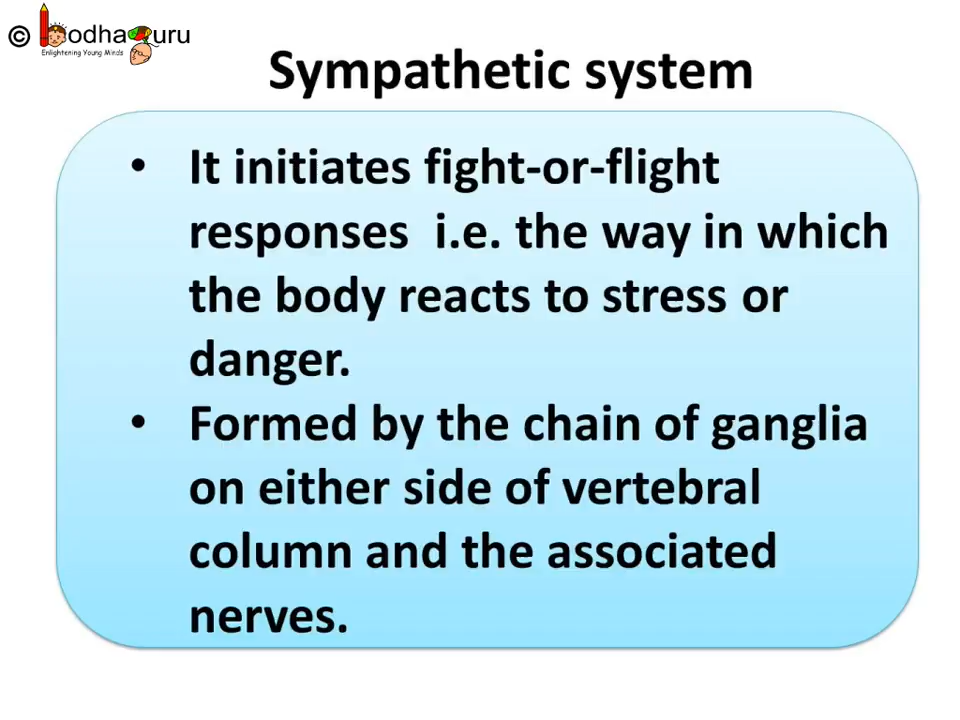 © Bodhaguru
Enlightening Young Minds
Sympathetic system
• It initiates fight-or-flight
responses i.e. the way in which
the body reacts to stress or
danger.
• Formed by the chain of ganglia
on either side of vertebral
column and the associated
nerves.